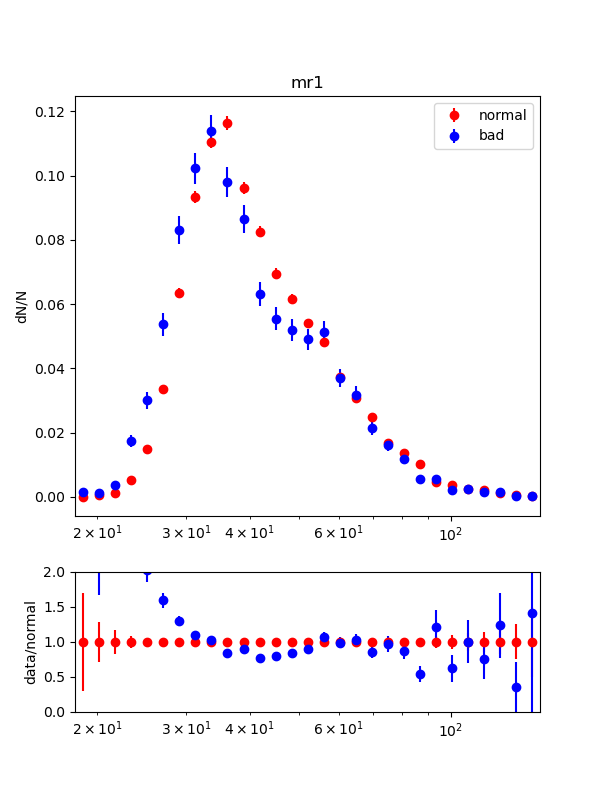 mr1
normal
bad
dN/N
0.12
0.10
0.08
0.06
0.04
0.02
0.00
2 × 10¹ 3 × 10¹ 4 × 10¹ 6 × 10¹ 10²
data/normal
2.0
1.5
1.0
0.5
0.0
2 × 10¹ 3 × 10¹ 4 × 10¹ 6 × 10¹ 10²